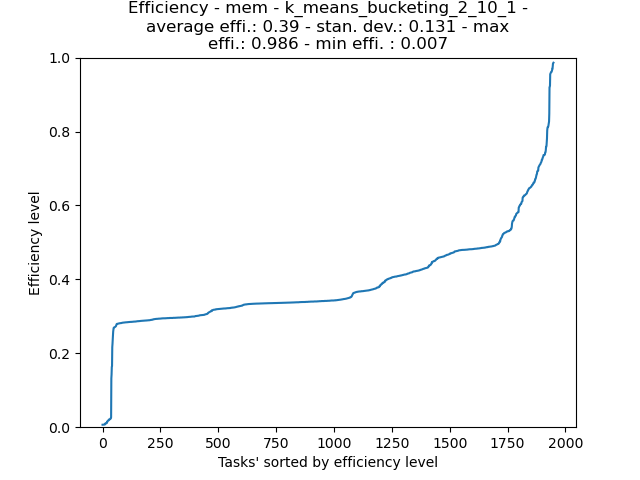 Efficiency - mem - k_means_bucketing_2_10_1 -
average effi.: 0.39 - stan. dev.: 0.131 - max
effi.: 0.986 - min effi. : 0.007
1.0
0.8
0.6
0.4
0.2
0.0
Efficiency level
0 250 500 750 1000 1250 1500 1750 2000
Tasks' sorted by efficiency level